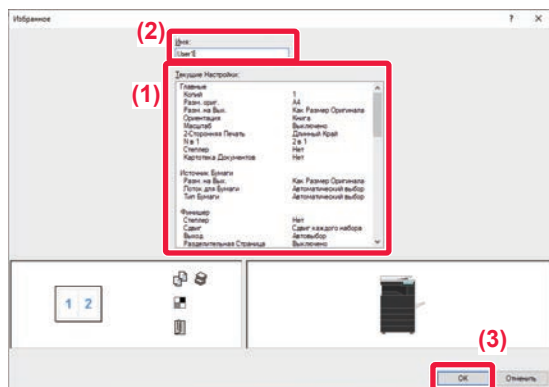 Избранное ? X
(2)
Имя:
User1
(1)
Текущие Настройки:
Главные
Копий 1
Разм. ориг. A4
Разм. на Вых. Как Размер Оригинала
Ориентация Книга
Масштаб Выключено
2-Сторонняя Печать Длинный Край
N в 1 2 в 1
Степлер Нет
Картотека Документов Нет
Источник Бумаги
Разм. на Вых. Как Размер Оригинала
Лоток для Бумаги Автоматический выбор
Тип Бумаги Автоматический выбор
Финишер
Степлер Нет
Сдвиг Сдвиг каждого набора
Выход. Автовыбор
Разделительная Страница Выключено
1 2
(3)
OK Отменить